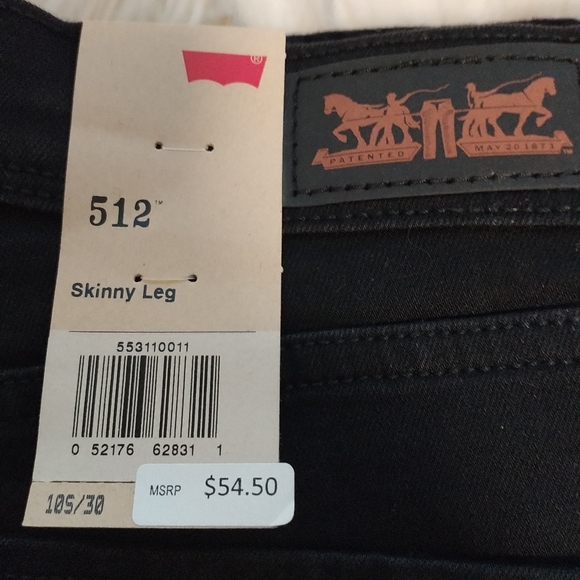 ®
512™
Skinny Leg
553110011
0 52176 62831 1
10S/30
MSRP $54.50
PATENTED MAY 20 1873